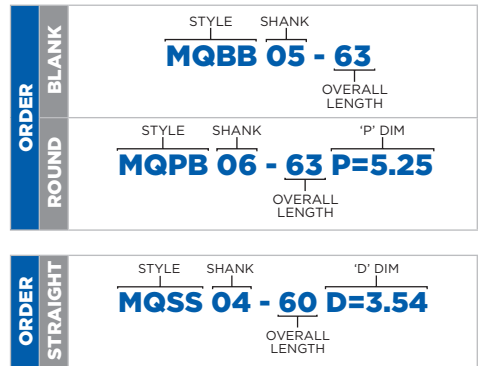 ORDER
BLANK
STYLE SHANK
MQBB 05 - 63
OVERALL
LENGTH
ROUND
STYLE SHANK 'P' DIM
MQPB 06 - 63 P=5.25
OVERALL
LENGTH
ORDER
STRAIGHT
STYLE SHANK 'D' DIM
MQSS 04 - 60 D=3.54
OVERALL
LENGTH